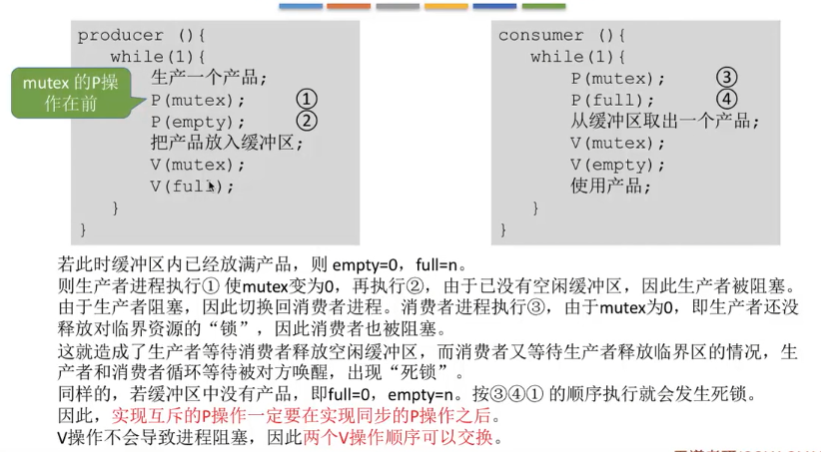 producer (){
while(1){
生产一个产品;
mutex 的P操
作在前
P(mutex); ①
P(empty); ②
把产品放入缓冲区;
V(mutex);
V(full);
}
}
consumer (){
while(1){
P(mutex); ③
P(full); ④
从缓冲区取出一个产品;
V(mutex);
V(empty);
使用产品;
}
}
若此时缓冲区内已经放满产品，则 empty=0，full=n。
则生产者进程执行① 使mutex变为0，再执行②，由于已没有空闲缓冲区，因此生产者被阻塞。
由于生产者阻塞，因此切换回消费者进程。消费者进程执行③，由于mutex为0，即生产者还没
释放对临界资源的“锁”，因此消费者也被阻塞。
这就造成了生产者等待消费者释放空闲缓冲区，而消费者又等待生产者释放临界区的情况，生
产者和消费者循环等待被对方唤醒，出现“死锁”。
同样的，若缓冲区中没有产品，即full=0，empty=n。按③④① 的顺序执行就会发生死锁。
因此，实现互斥的P操作一定要在实现同步的P操作之后。
V操作不会导致进程阻塞，因此两个V操作顺序可以交换。